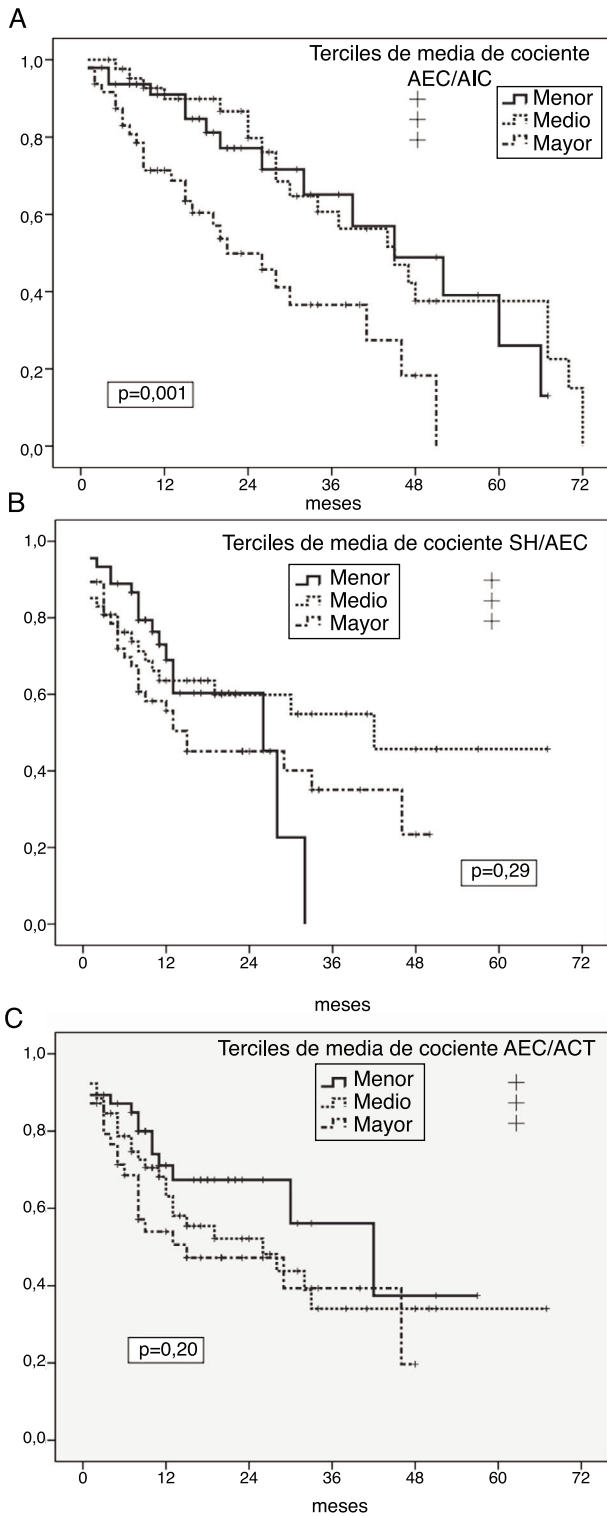 A
Terciles de media de cociente
AEC/AIC
Menor
Medio
Mayor
1,0
0,8
0,6
0,4
0,2
0,0
p=0,001
0 12 24 36 48 60 72
meses
B
Terciles de media de cociente SH/AEC
Menor
Medio
Mayor
1,0
0,8
0,6
0,4
0,2
0,0
p=0,29
0 12 24 36 48 60 72
meses
C
Terciles de media de cociente AEC/ACT
Menor
Medio
Mayor
1,0
0,8
0,6
0,4
0,2
0,0
p=0,20
0 12 24 36 48 60 72
meses